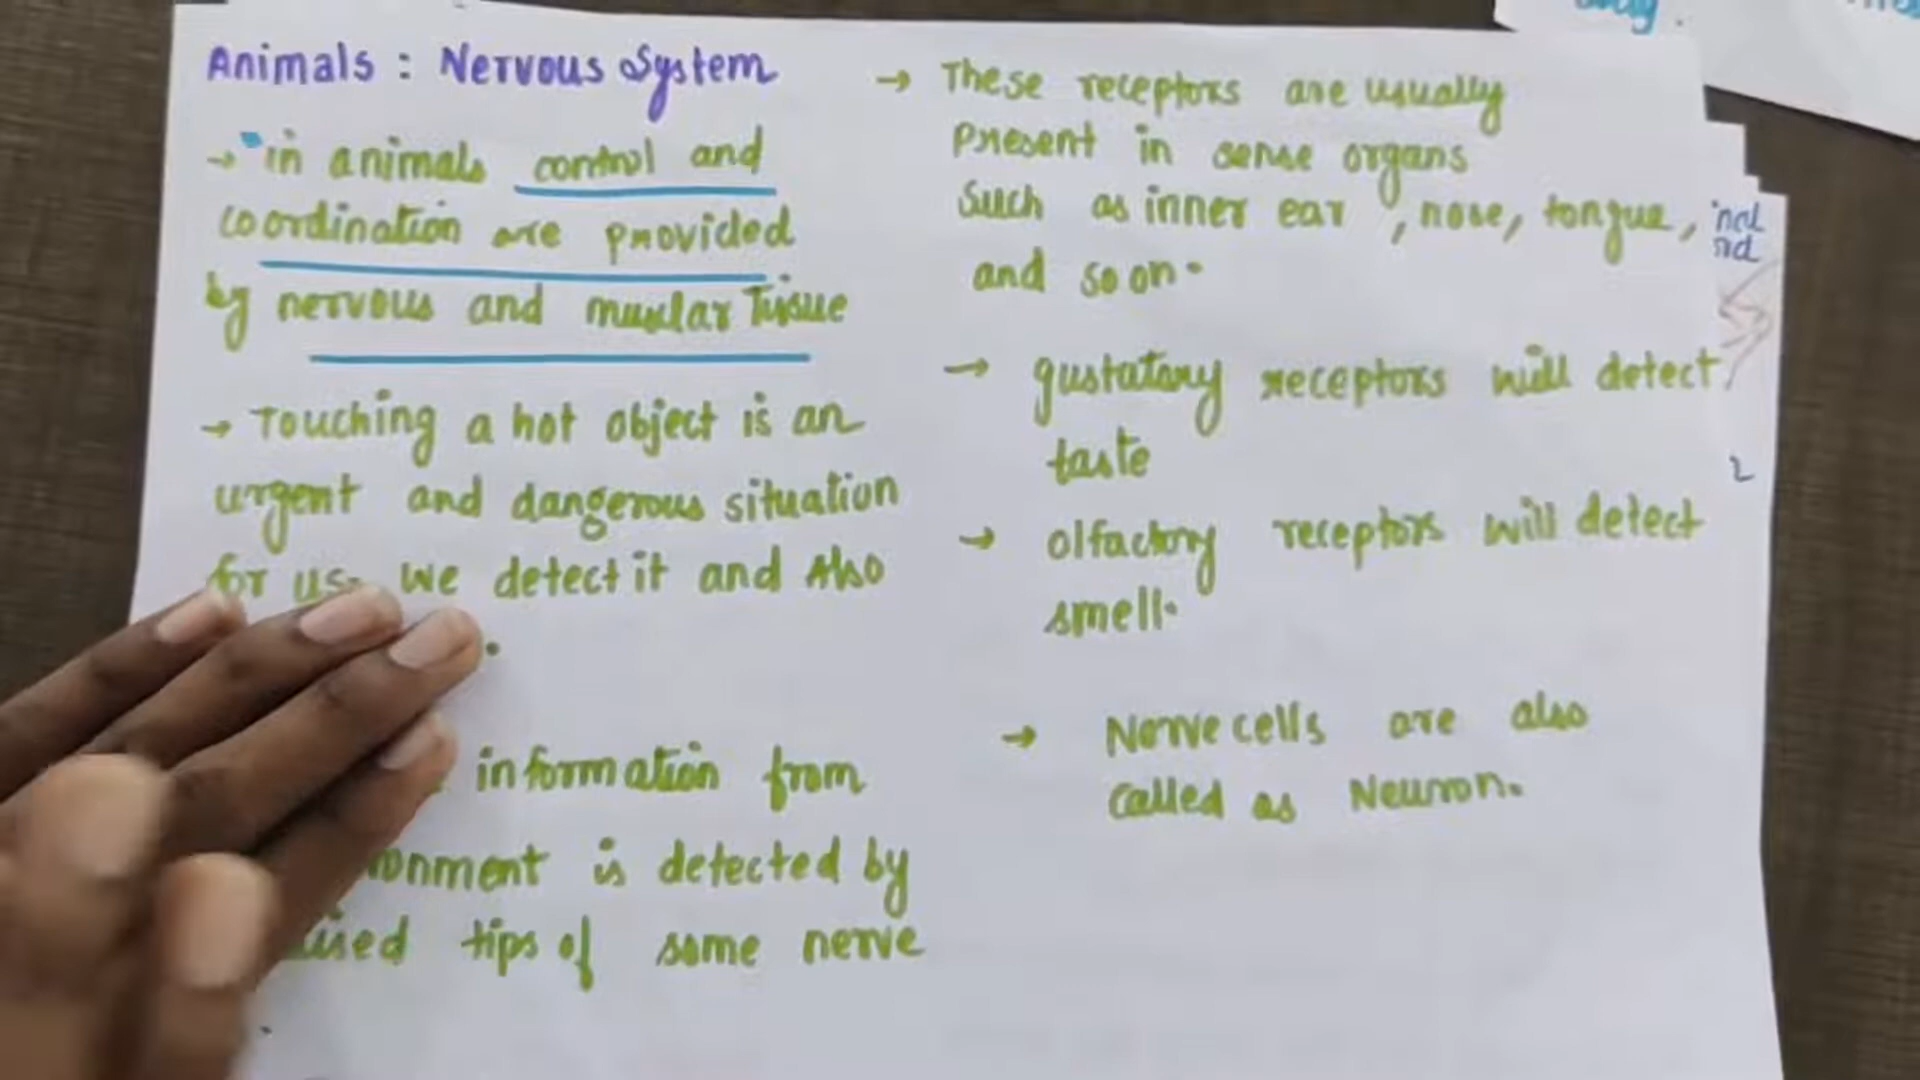 Animals : Nervous System
→ in animals control and
coordination are provided
by nervous and muscular Tissue
→ Touching a hot object is an
urgent and dangerous situation
for us. We detect it and Also
information from
is detected by
tips of some nerve
→ These receptors are usually
present in sense organs
Such as inner ear , nose, tongue,
and so on.
→ gustatory receptors will detect
taste
→ olfactory receptors will detect
smell.
→ Nerve cells are also
called as Neuron.